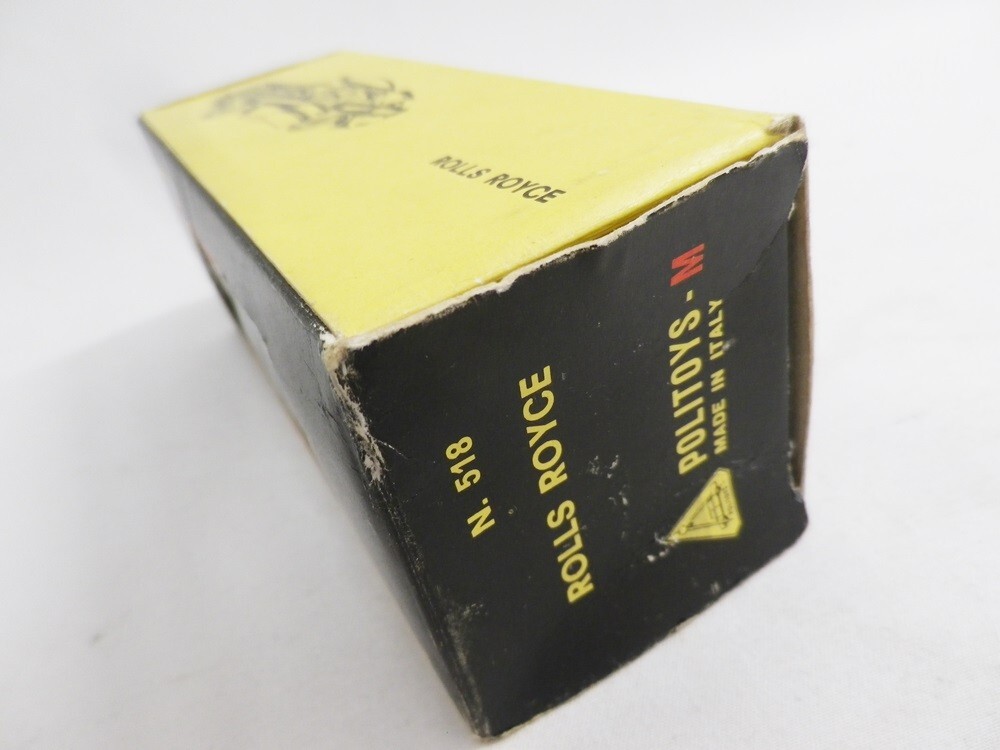 ROLLS ROYCE
N. 518
ROLLS ROYCE
POLITOYS - M
MADE IN ITALY